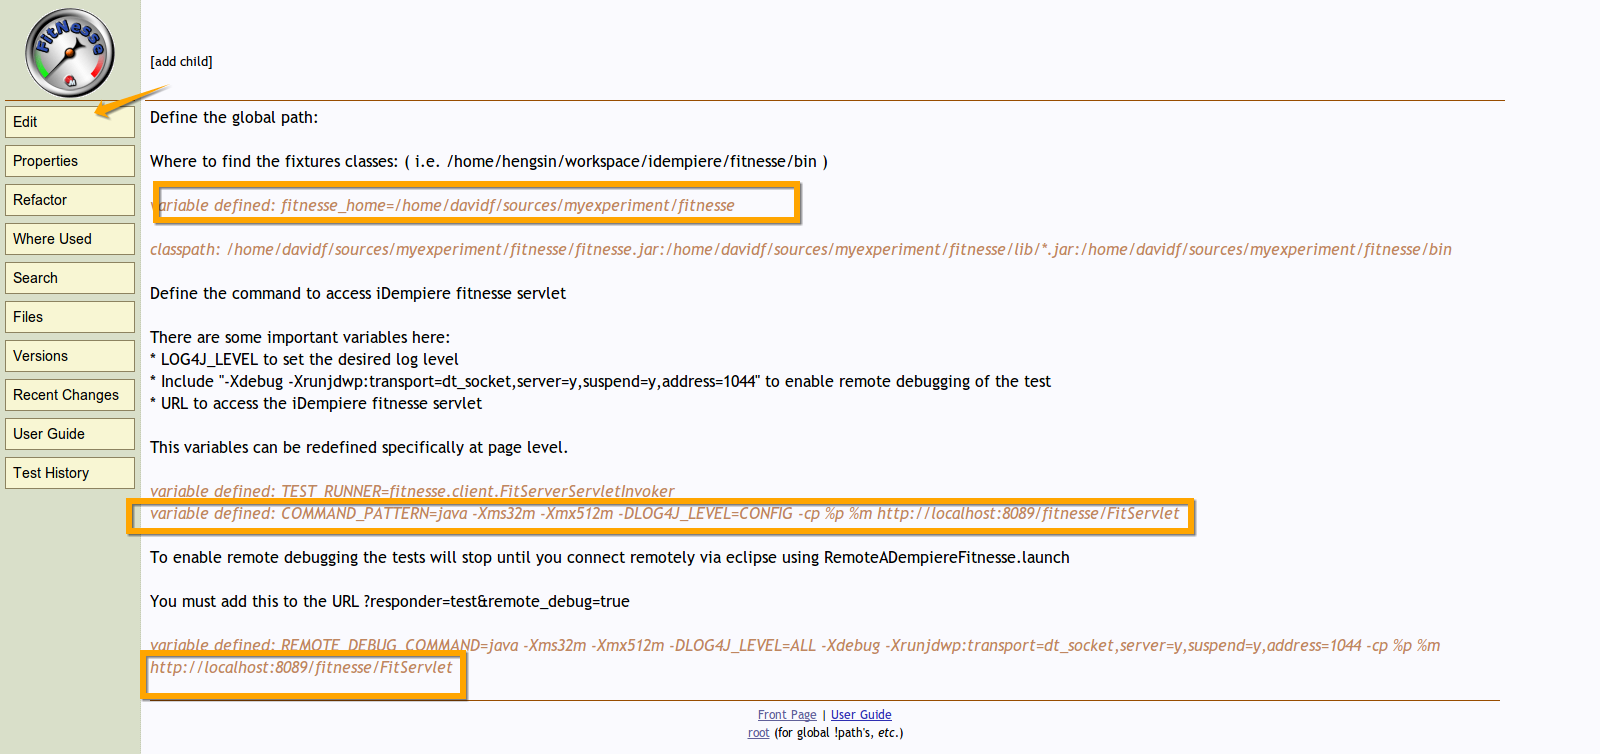 FitNesse
[add child]
Edit
Properties
Refactor
Where Used
Search
Files
Versions
Recent Changes
User Guide
Test History
Define the global path:
Where to find the fixtures classes: ( i.e. /home/hengsin/workspace/idempiere/fitnesse/bin )
variable defined: fitnesse_home=/home/davidf/sources/myexperiment/fitnesse
classpath: /home/davidf/sources/myexperiment/fitnesse/fitnesse.jar:/home/davidf/sources/myexperiment/fitnesse/lib/*.jar:/home/davidf/sources/myexperiment/fitnesse/bin
Define the command to access iDempiere fitnesse servlet
There are some important variables here:
* LOG4J_LEVEL to set the desired log level
* Include "-Xdebug -Xrunjdwp:transport=dt_socket,server=y,suspend=y,address=1044" to enable remote debugging of the test
* URL to access the iDempiere fitnesse servlet
This variables can be redefined specifically at page level.
variable defined: TEST_RUNNER=fitnesse.client.FitServerServletInvoker
variable defined: COMMAND_PATTERN=java -Xms32m -Xmx512m -DLOG4J_LEVEL=CONFIG -cp %p %m http://localhost:8089/fitnesse/FitServlet
To enable remote debugging the tests will stop until you connect remotely via eclipse using RemoteADempiereFitnesse.launch
You must add this to the URL ?responder=test&remote_debug=true
variable defined: REMOTE_DEBUG_COMMAND=java -Xms32m -Xmx512m -DLOG4J_LEVEL=ALL -Xdebug -Xrunjdwp:transport=dt_socket,server=y,suspend=y,address=1044 -cp %p %m
http://localhost:8089/fitnesse/FitServlet
Front Page | User Guide
root (for global !path's, etc.)